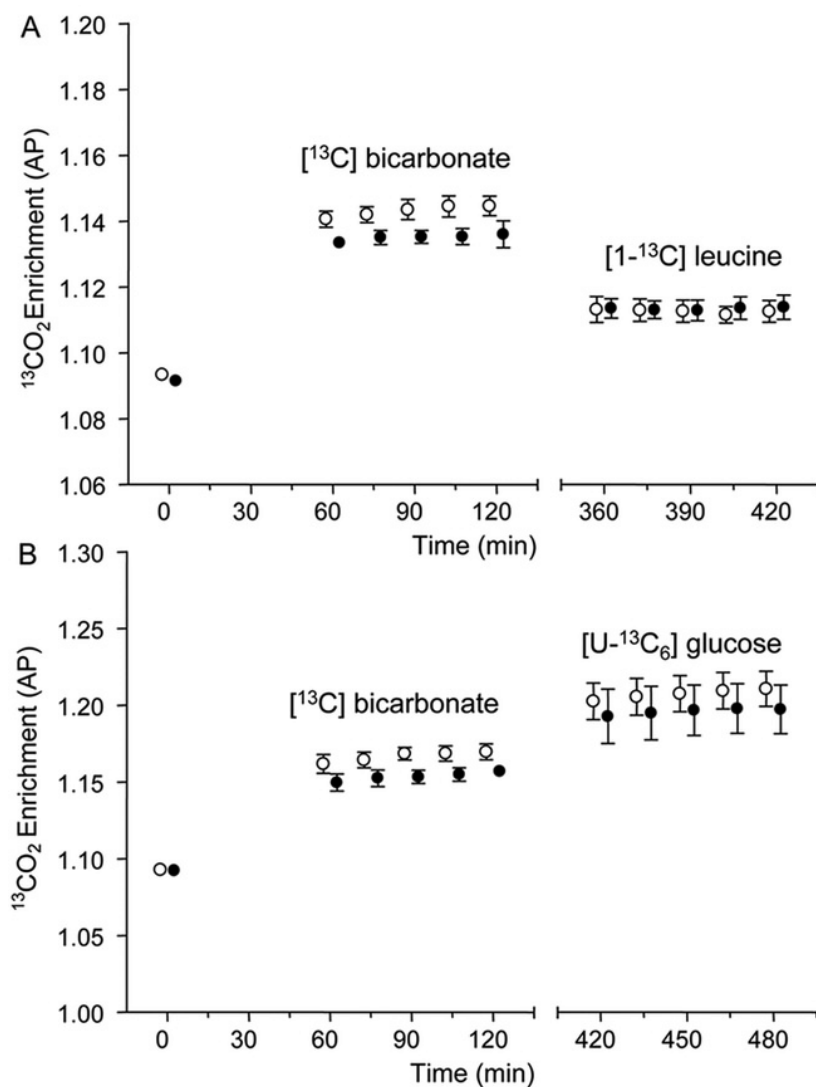 A
1.20
1.18
1.16
1.14
1.12
1.10
1.08
1.06
¹³CO₂ Enrichment (AP)
[¹³C] bicarbonate
[1-¹³C] leucine
0 30 60 90 120 360 390 420
Time (min)
B
1.30
1.25
1.20
1.15
1.10
1.05
1.00
¹³CO₂ Enrichment (AP)
[U-¹³C₆] glucose
[¹³C] bicarbonate
0 30 60 90 120 420 450 480
Time (min) Time (min)